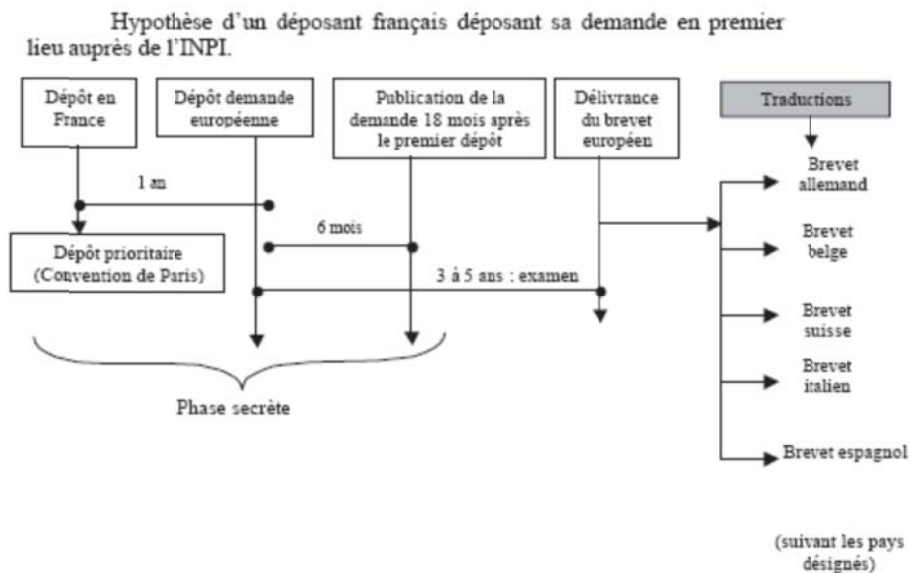 Hypothèse d’un déposant français déposant sa demande en premier
lieu auprès de l’INPI.
Dépôt en
France
Dépôt demande
européenne
Publication de la
demande 18 mois après
le premier dépôt
Délivrance
du brevet
européen
Traductions
1 an
6 mois
Dépôt prioritaire
(Convention de Paris)
3 à 5 ans : examen
Phase secrète
Brevet
allemand
Brevet
belge
Brevet
suisse
Brevet
italien
Brevet espagnol
(suivant les pays
désignés)